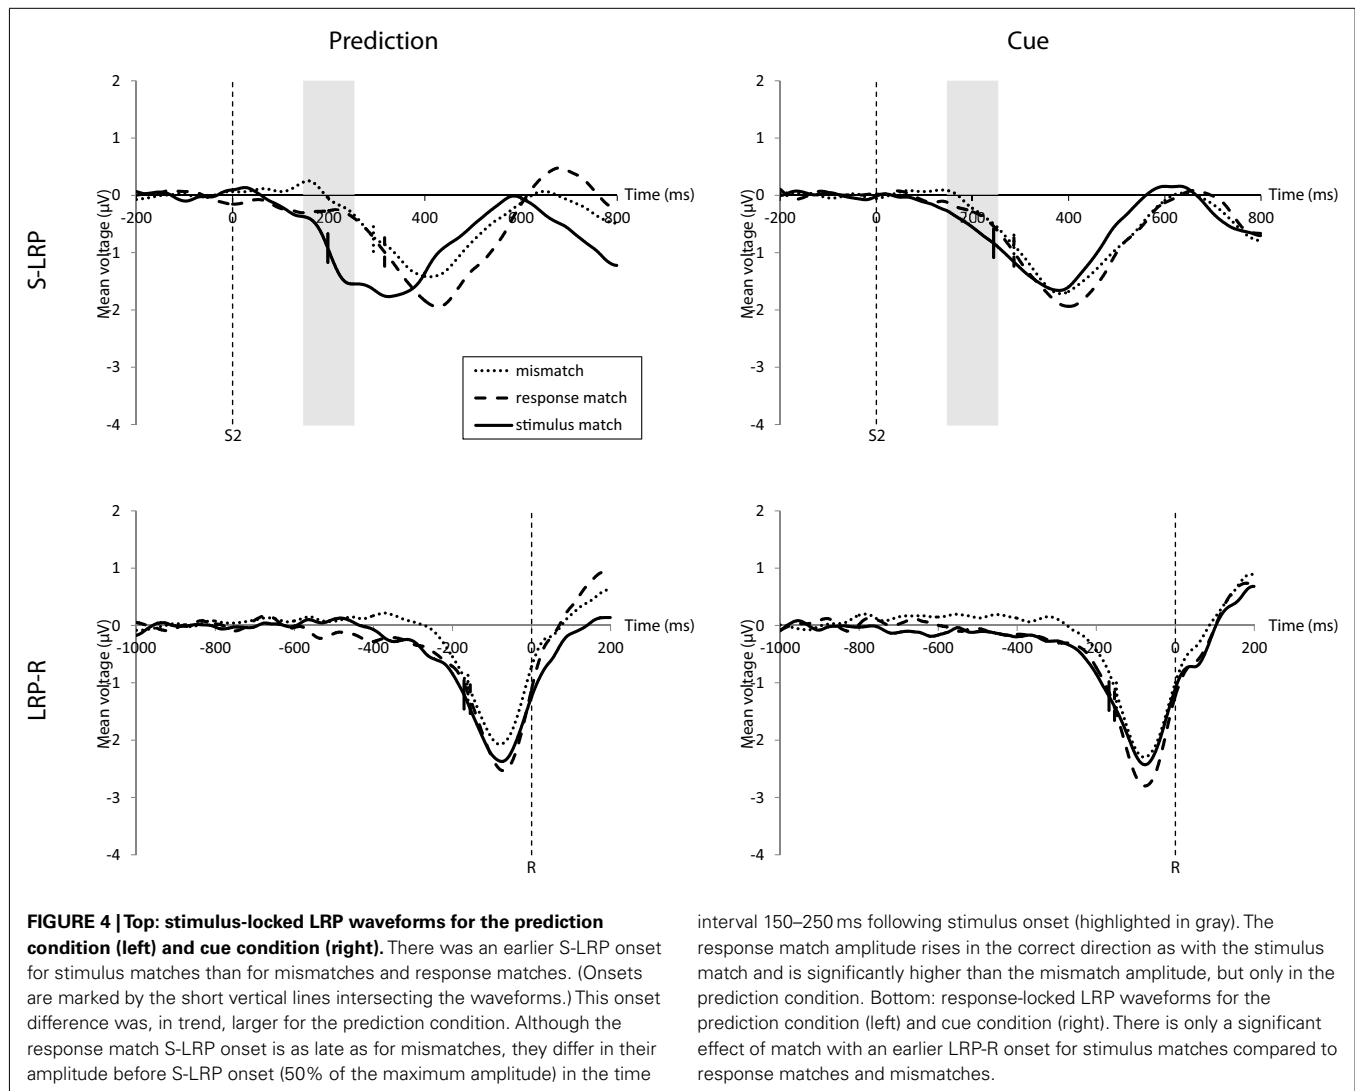 Prediction
Cue
S-LRP
2
1
0
-1
-2
-3
-4
Mean voltage (µV)
-200
0
200
400
600
800
Time (ms)
S2
mismatch
response match
stimulus match
2
1
0
-1
-2
-3
-4
Mean voltage (µV)
-200
0
200
400
600
800
Time (ms)
S2
LRP-R
2
1
0
-1
-2
-3
-4
Mean voltage (µV)
-1000
-800
-600
-400
-200
0
200
Time (ms)
R
2
1
0
-1
-2
-3
-4
Mean voltage (µV)
-1000
-800
-600
-400
-200
0
200
Time (ms)
R
FIGURE 4 | Top: stimulus-locked LRP waveforms for the prediction
condition (left) and cue condition (right). There was an earlier S-LRP onset
for stimulus matches than for mismatches and response matches. (Onsets
are marked by the short vertical lines intersecting the waveforms.) This onset
difference was, in trend, larger for the prediction condition. Although the
response match S-LRP onset is as late as for mismatches, they differ in their
amplitude before S-LRP onset (50% of the maximum amplitude) in the time
interval 150–250 ms following stimulus onset (highlighted in gray). The
response match amplitude rises in the correct direction as with the stimulus
match and is significantly higher than the mismatch amplitude, but only in the
prediction condition. Bottom: response-locked LRP waveforms for the
prediction condition (left) and cue condition (right). There is only a significant
effect of match with an earlier LRP-R onset for stimulus matches compared to
response matches and mismatches.